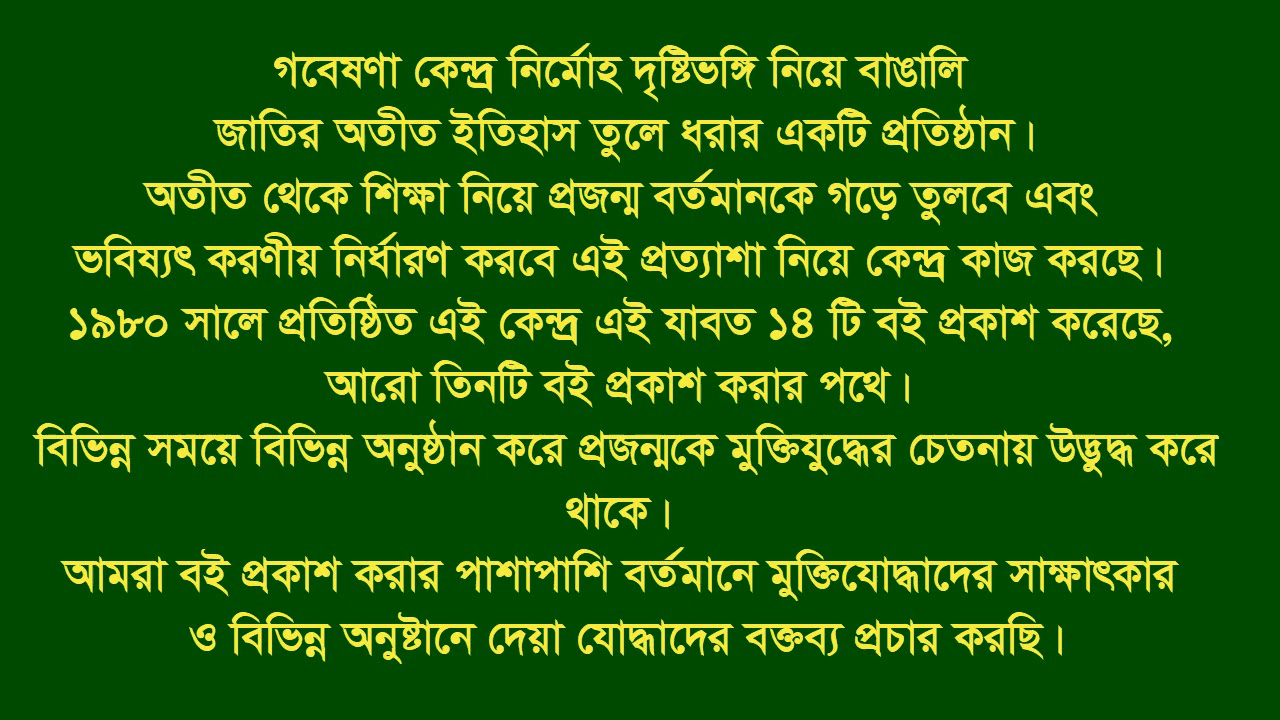 গবেষণা কেন্দ্র নির্মোহ দৃষ্টিভঙ্গি নিয়ে বাঙালি
জাতির অতীত ইতিহাস তুলে ধরার একটি প্রতিষ্ঠান।
অতীত থেকে শিক্ষা নিয়ে প্রজন্ম বর্তমানকে গড়ে তুলবে এবং
ভবিষ্যৎ করণীয় নির্ধারণ করবে এই প্রত্যাশা নিয়ে কেন্দ্র কাজ করছে।
১৯৮০ সালে প্রতিষ্ঠিত এই কেন্দ্র এই যাবত ১৪ টি বই প্রকাশ করেছে,
আরো তিনটি বই প্রকাশ করার পথে।
বিভিন্ন সময়ে বিভিন্ন অনুষ্ঠান করে প্রজন্মকে মুক্তিযুদ্ধের চেতনায় উদ্ভুদ্ধ করে
থাকে।
আমরা বই প্রকাশ করার পাশাপাশি বর্তমানে মুক্তিযোদ্ধাদের সাক্ষাৎকার
ও বিভিন্ন অনুষ্টানে দেয়া যোদ্ধাদের বক্তব্য প্রচার করছি।